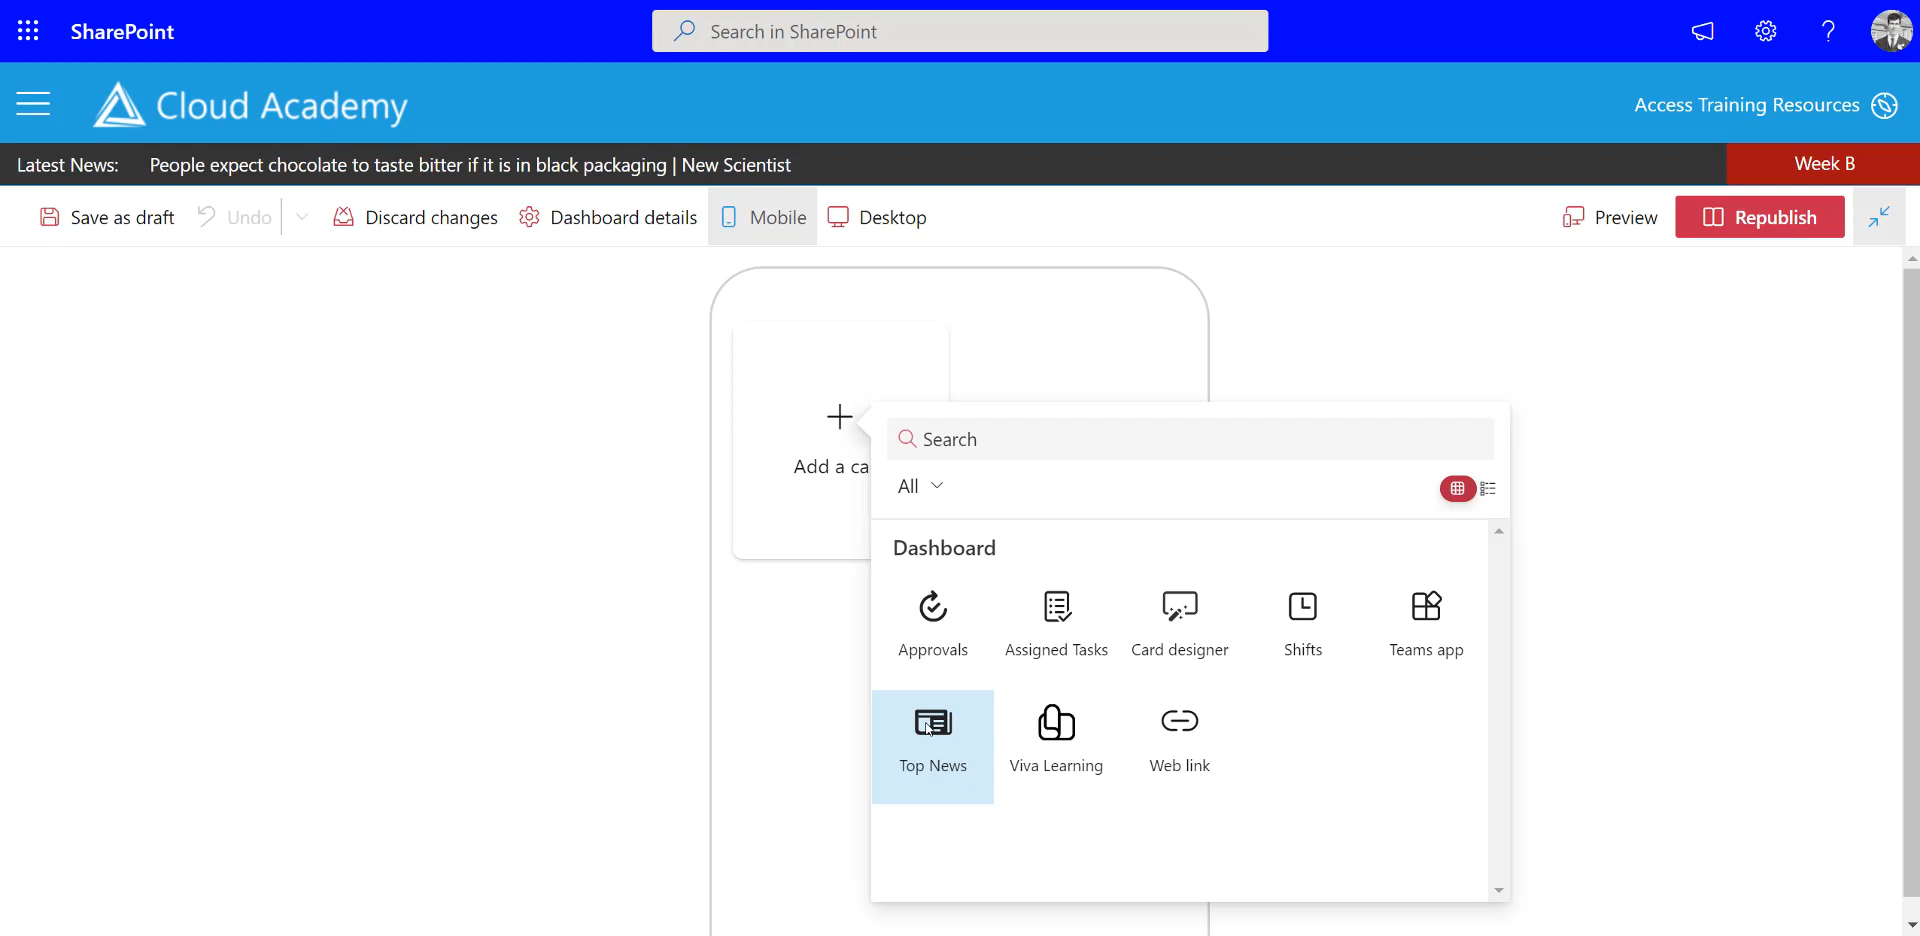 SharePoint
Search in SharePoint
Cloud Academy
Access Training Resources
Latest News: People expect chocolate to taste bitter if it is in black packaging | New Scientist
Week B
Save as draft Undo Discard changes Dashboard details Mobile Desktop Preview Republish
Add a ca
Search
All
Dashboard
Approvals Assigned Tasks Card designer Shifts Teams app
Top News Viva Learning Web link